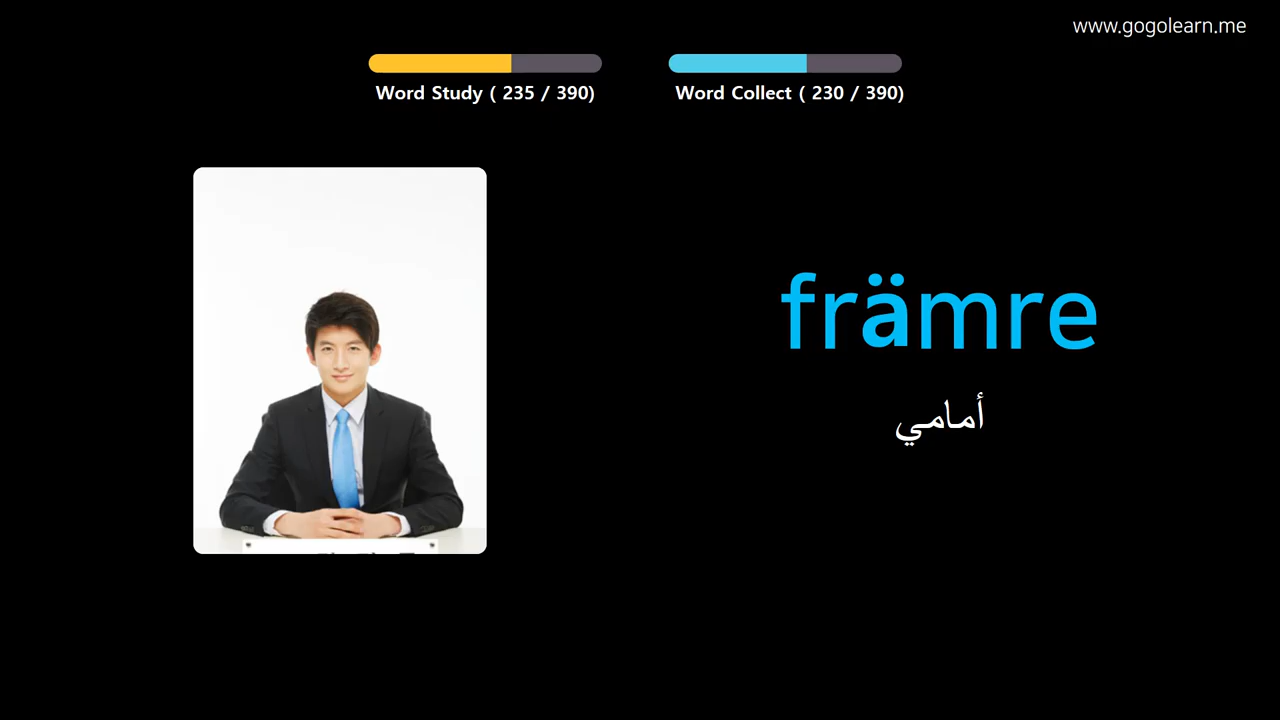 www.gogolearn.me
Word Study ( 235 / 390)
Word Collect ( 230 / 390)
främre
أمامي